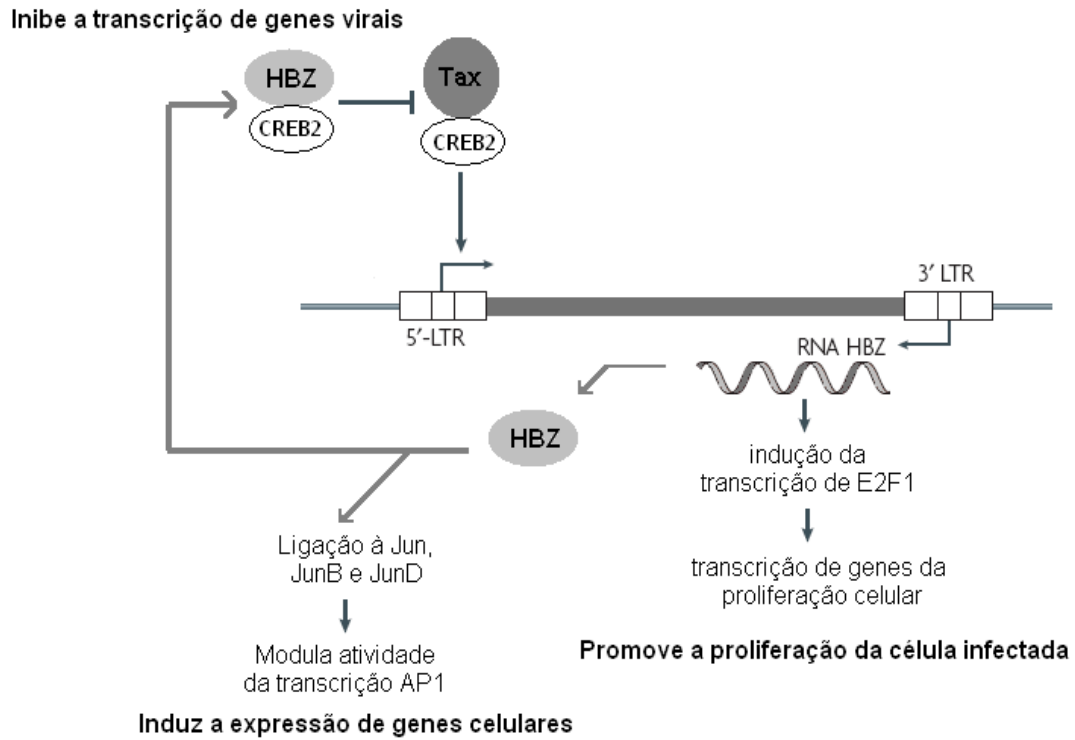 Inibe a transcrição de genes virais
HBZ
Tax
CREB2
CREB2
3′ LTR
5′-LTR
RNA HBZ
HBZ
indução da
transcrição de E2F1
Ligação à Jun,
JunB e JunD
transcrição de genes da
proliferação celular
Promove a proliferação da célula infectada
Modula atividade
da transcrição AP1
Induz a expressão de genes celulares